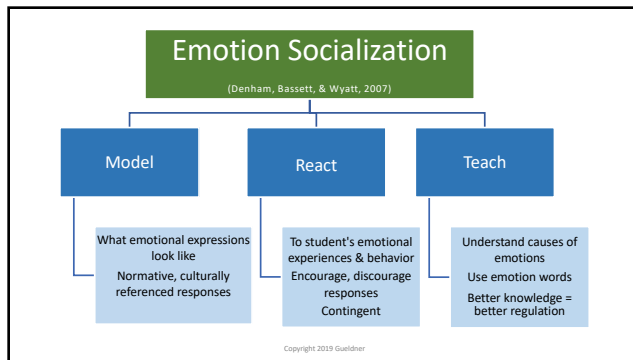 Emotion Socialization
(Denham, Bassett, & Wyatt, 2007)
Model
React
Teach
What emotional expressions
look like
Normative, culturally
referenced responses
To student's emotional
experiences & behavior
Encourage, discourage
responses
Contingent
Understand causes of
emotions
Use emotion words
Better knowledge =
better regulation
Copyright 2019 Gueldner